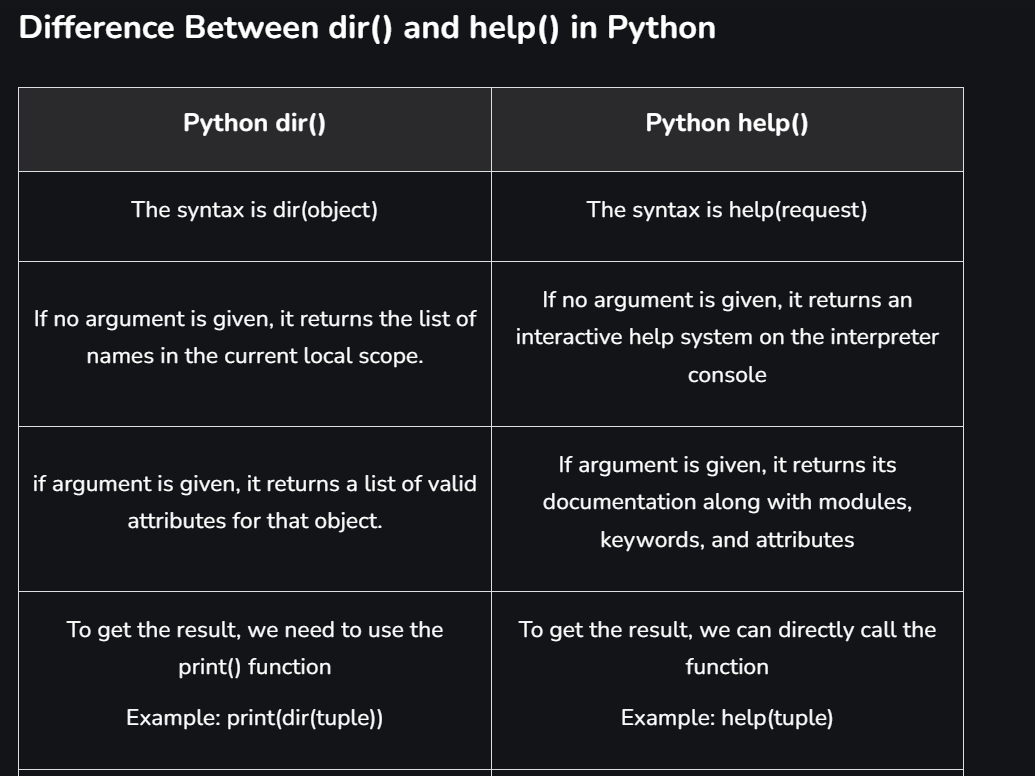 Difference Between dir() and help() in Python
Python dir()
Python help()
The syntax is dir(object)
The syntax is help(request)
If no argument is given, it returns the list of
names in the current local scope.
If no argument is given, it returns an
interactive help system on the interpreter
console
if argument is given, it returns a list of valid
attributes for that object.
If argument is given, it returns its
documentation along with modules,
keywords, and attributes
To get the result, we need to use the
print() function
Example: print(dir(tuple))
To get the result, we can directly call the
function
Example: help(tuple)